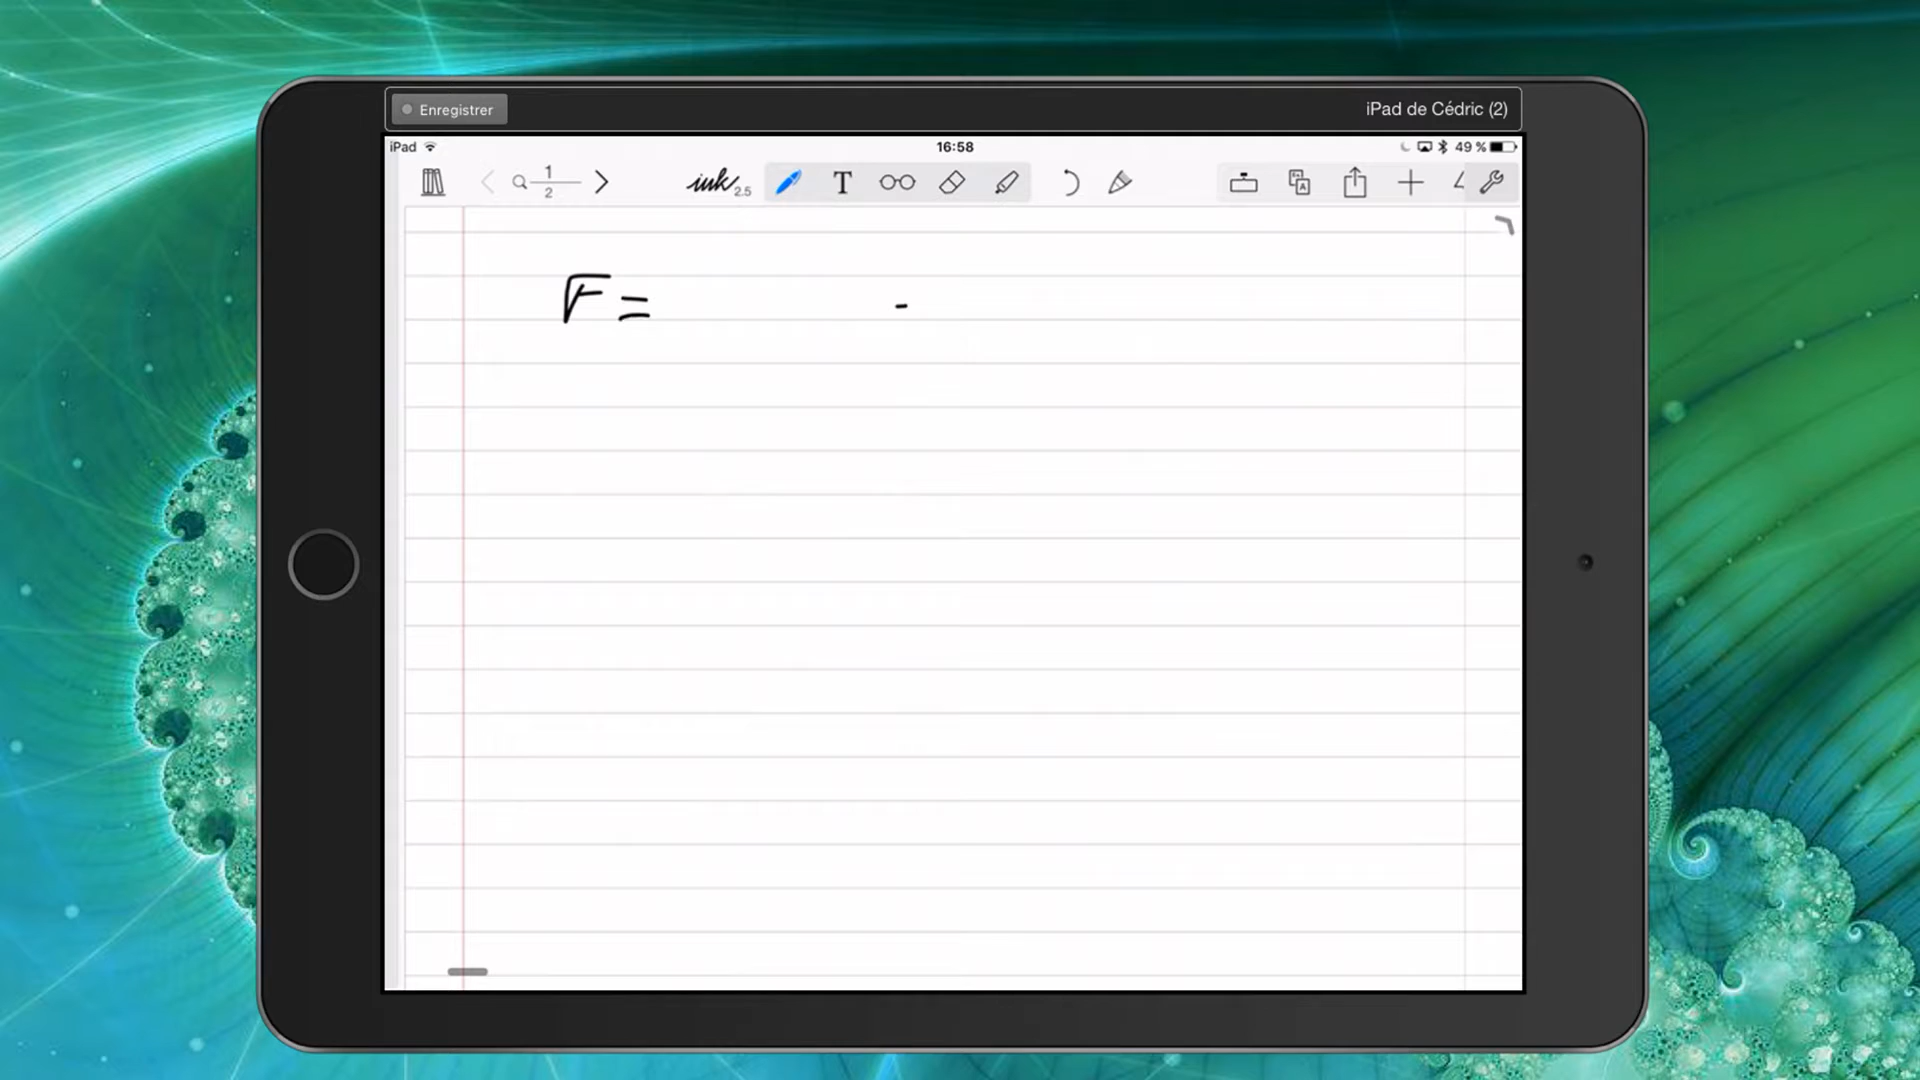 Enregistrer iPad de Cédric (2)
iPad 16:58 49 %
1
2
ink 2.5 T
F = -